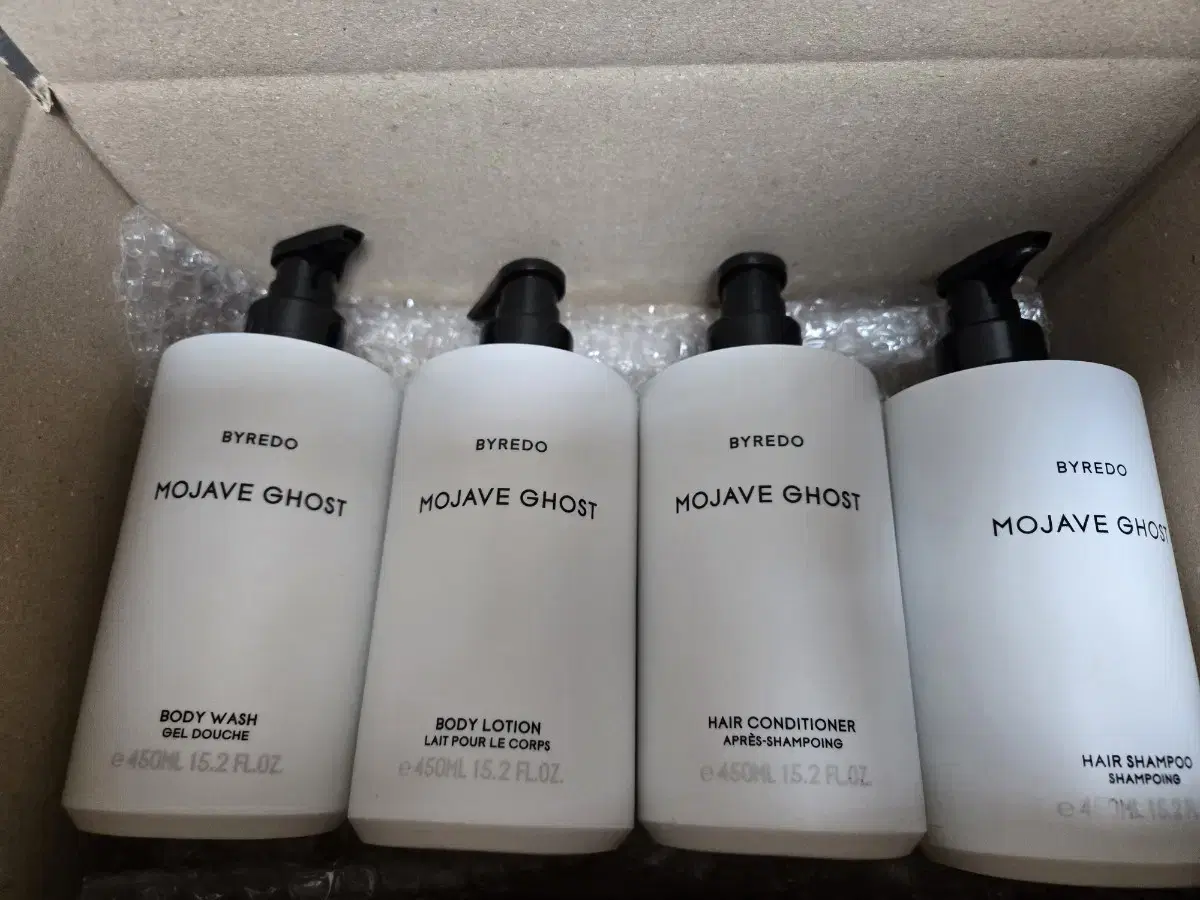 BYREDO
MOJAVE GHOST
BODY WASH
GEL DOUCHE
e 450ML 15.2 FL.OZ.
BYREDO
MOJAVE GHOST
BODY LOTION
LAIT POUR LE CORPS
e 450ML 15.2 FL.OZ.
BYREDO
MOJAVE GHOST
HAIR CONDITIONER
APRÈS-SHAMPOING
e 450ML 15.2 FL.OZ.
BYREDO
MOJAVE GHOST
HAIR SHAMPOO
SHAMPOING